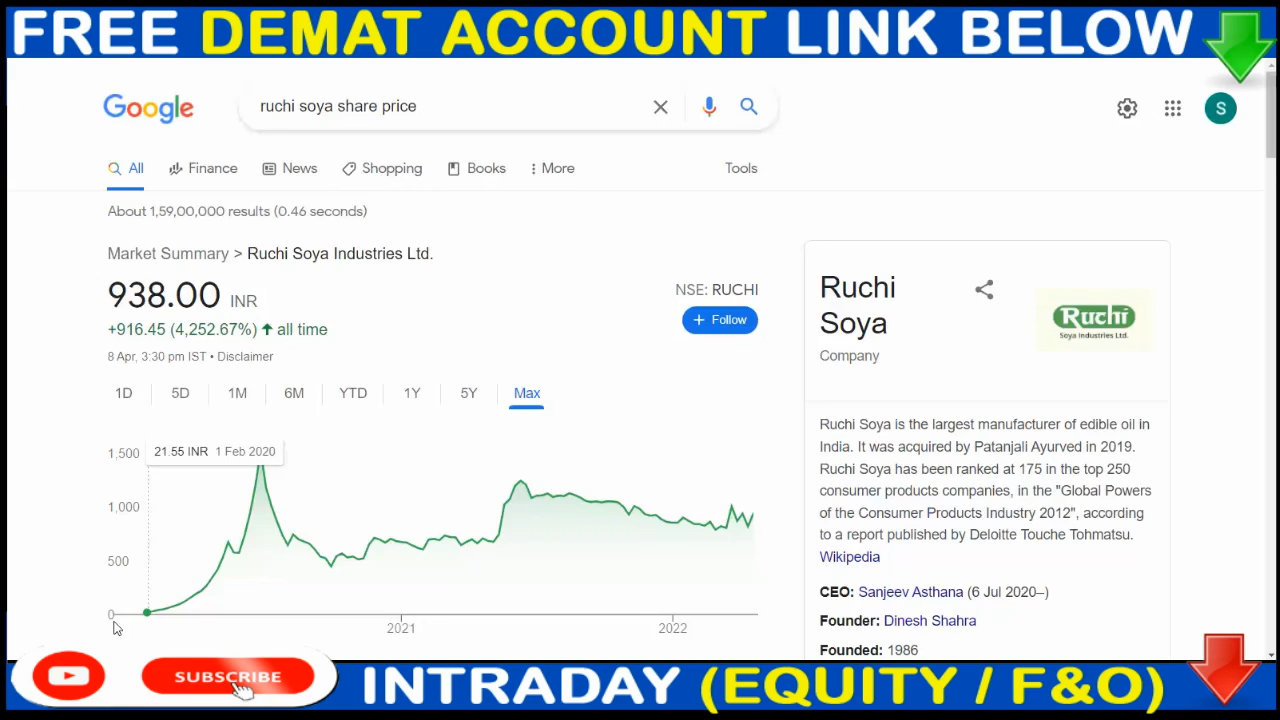 FREE DEMAT ACCOUNT LINK BELOW
Google
ruchi soya share price
S
All
Finance
News
Shopping
Books
More
Tools
About 1,59,00,000 results (0.46 seconds)
Market Summary > Ruchi Soya Industries Ltd.
938.00 INR
+916.45 (4,252.67%) ↑ all time
8 Apr, 3:30 pm IST • Disclaimer
NSE: RUCHI
+ Follow
1D
5D
1M
6M
YTD
1Y
5Y
Max
21.55 INR 1 Feb 2020
1,500
1,000
500
0
2021
2022
Ruchi
Soya
Company
Ruchi
Soya Industries Ltd.
Ruchi Soya is the largest manufacturer of edible oil in
India. It was acquired by Patanjali Ayurved in 2019.
Ruchi Soya has been ranked at 175 in the top 250
consumer products companies, in the "Global Powers
of the Consumer Products Industry 2012", according
to a report published by Deloitte Touche Tohmatsu.
Wikipedia
CEO: Sanjeev Asthana (6 Jul 2020–)
Founder: Dinesh Shahra
Founded: 1986
SUBSCRIBE
INTRADAY (EQUITY / F&O)